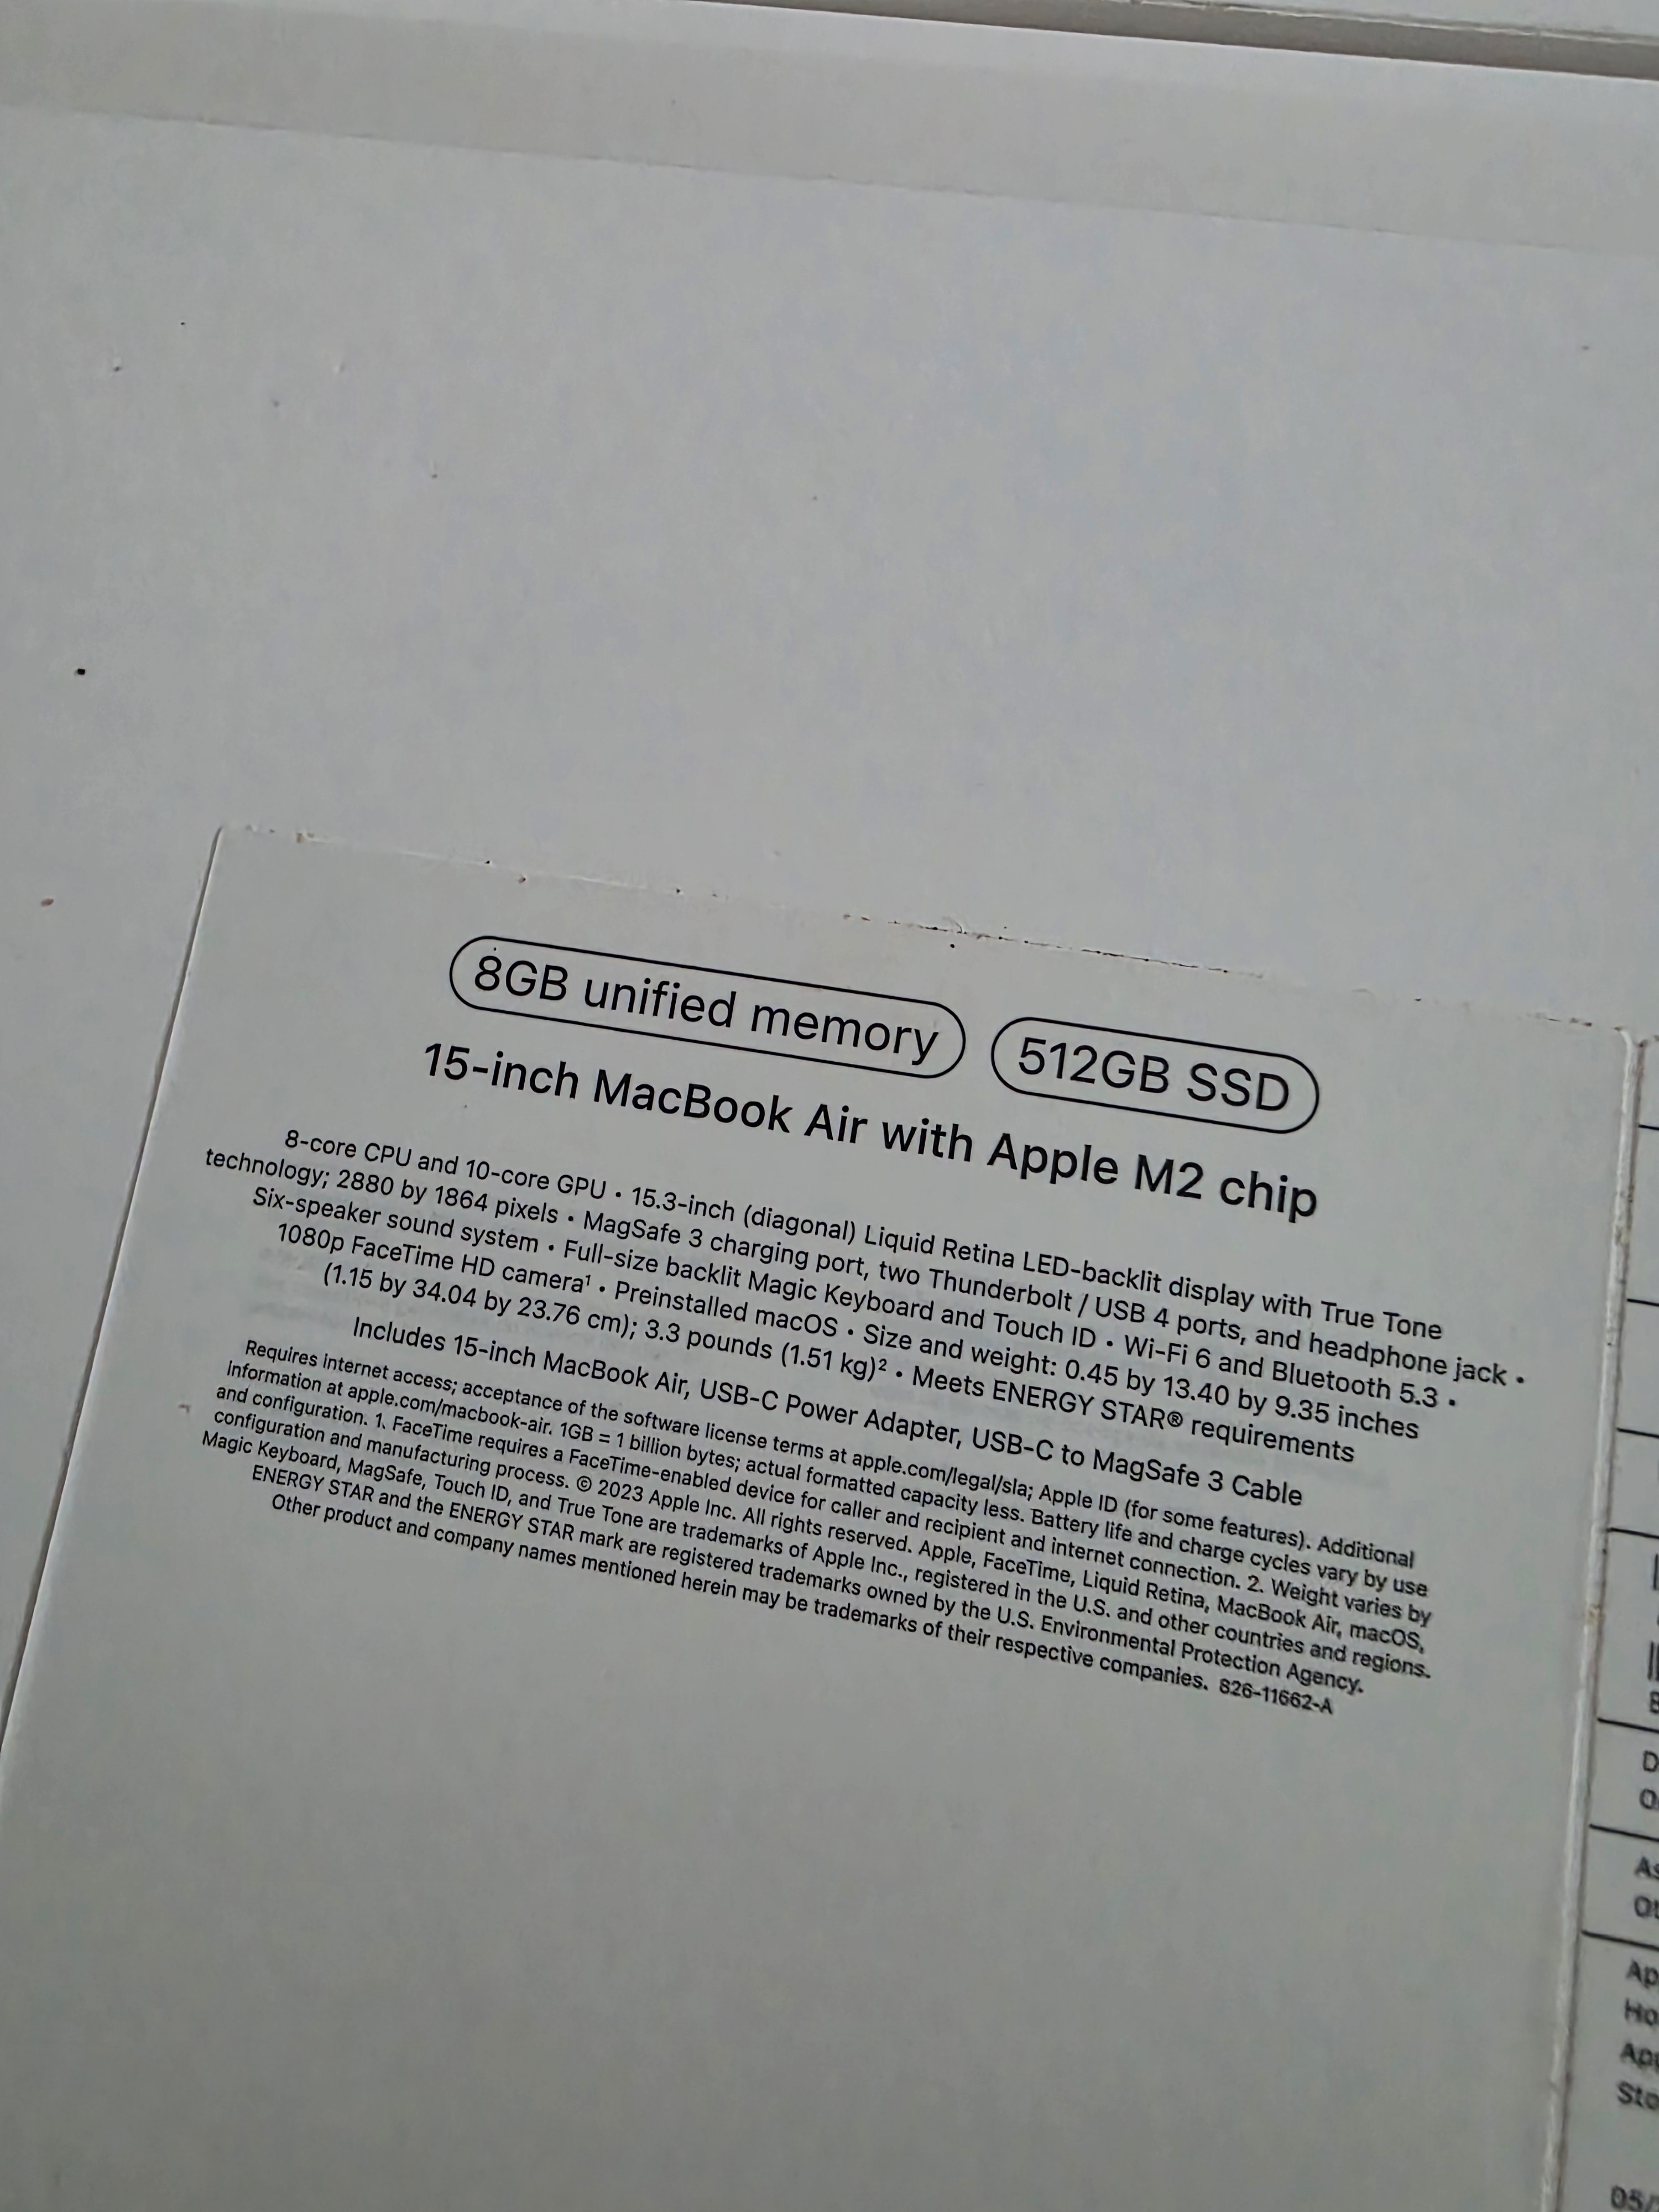 8GB unified memory 512GB SSD
15-inch MacBook Air with Apple M2 chip
8-core CPU and 10-core GPU • 15.3-inch (diagonal) Liquid Retina LED-backlit display with True Tone
technology; 2880 by 1864 pixels • MagSafe 3 charging port, two Thunderbolt / USB 4 ports, and headphone jack •
Six-speaker sound system • Full-size backlit Magic Keyboard and Touch ID • Wi-Fi 6 and Bluetooth 5.3 •
1080p FaceTime HD camera¹ • Preinstalled macOS • Size and weight: 0.45 by 13.40 by 9.35 inches
(1.15 by 34.04 by 23.76 cm); 3.3 pounds (1.51 kg)² • Meets ENERGY STAR® requirements
Includes 15-inch MacBook Air, USB-C Power Adapter, USB-C to MagSafe 3 Cable
Requires internet access; acceptance of the software license terms at apple.com/legal/sla; Apple ID (for some features). Additional
information at apple.com/macbook-air. 1GB = 1 billion bytes; actual formatted capacity less. Battery life and charge cycles vary by use
and configuration. 1. FaceTime requires a FaceTime-enabled device for caller and recipient and internet connection. 2. Weight varies by
configuration and manufacturing process. © 2023 Apple Inc. All rights reserved. Apple, FaceTime, Liquid Retina, MacBook Air, macOS,
Magic Keyboard, MagSafe, Touch ID, and True Tone are trademarks of Apple Inc., registered in the U.S. and other countries and regions.
ENERGY STAR and the ENERGY STAR mark are registered trademarks owned by the U.S. Environmental Protection Agency.
Other product and company names mentioned herein may be trademarks of their respective companies. 826-11662-A